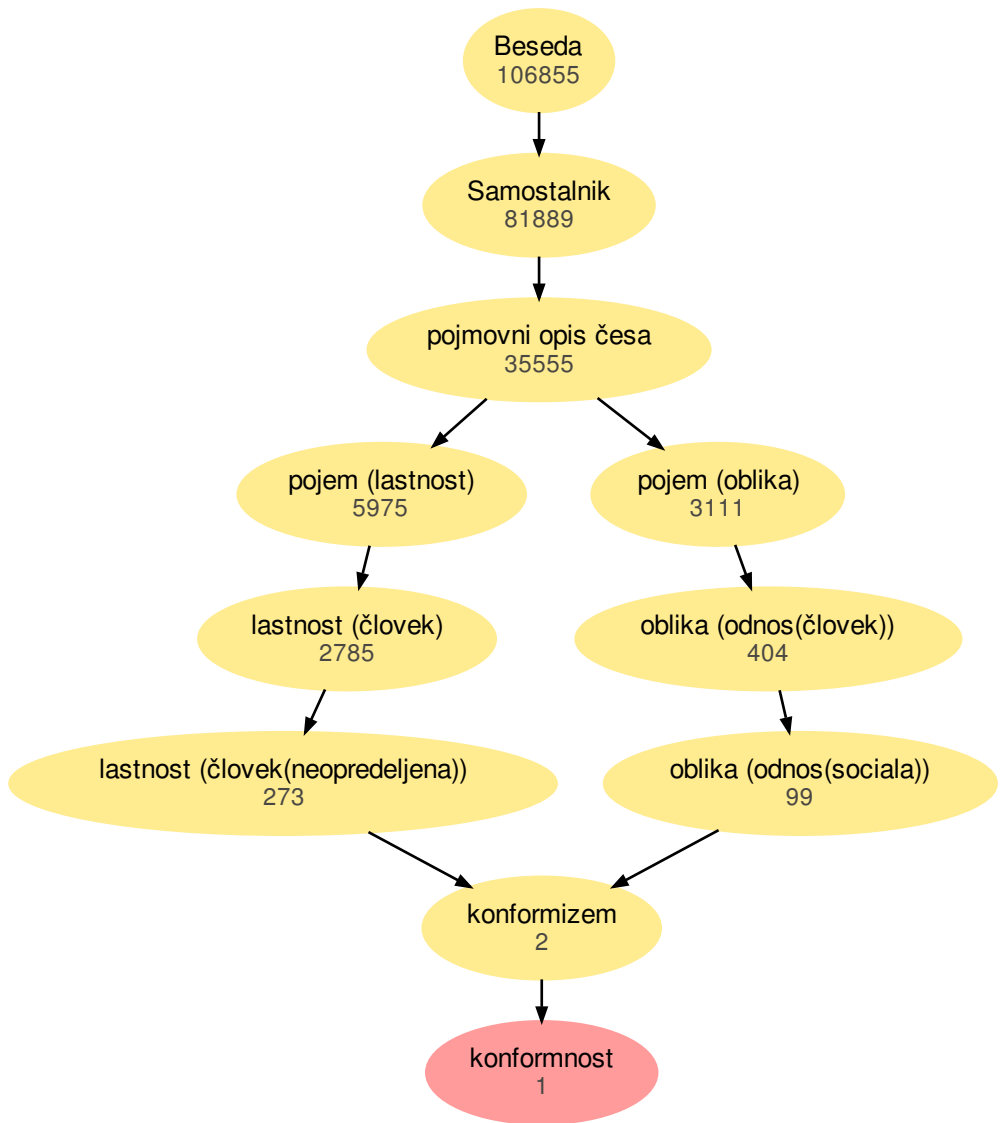 Beseda
106855
Samostalnik
81889
pojmovni opis česa
35555
pojem (lastnost)
5975
pojem (oblika)
3111
lastnost (človek)
2785
oblika (odnos(človek))
404
lastnost (človek(neopredeljena))
273
oblika (odnos(sociala))
99
konformizem
2
konformnost
1